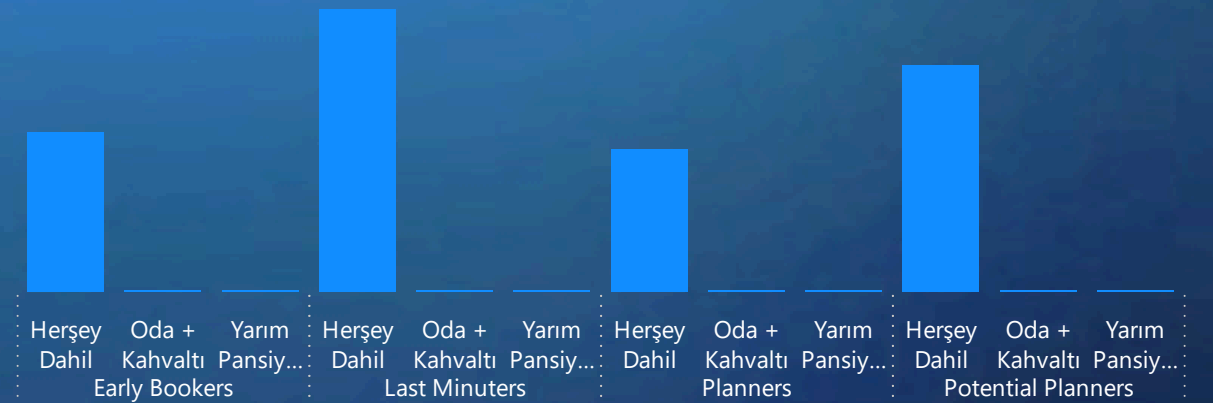 Herşey Oda + Yarım Herşey Oda + Yarım Herşey Oda + Yarım Herşey Oda + Yarım
Dahil Kahvaltı Pansiy... Dahil Kahvaltı Pansiy... Dahil Kahvaltı Pansiy... Dahil Kahvaltı Pansiy...
Early Bookers Last Minuters Planners Potential Planners